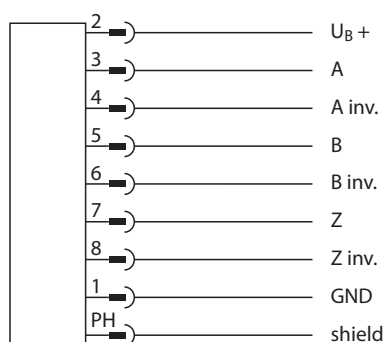 2 U_B +
3 A
4 A inv.
5 B
6 B inv.
7 Z
8 Z inv.
1 GND
PH shield